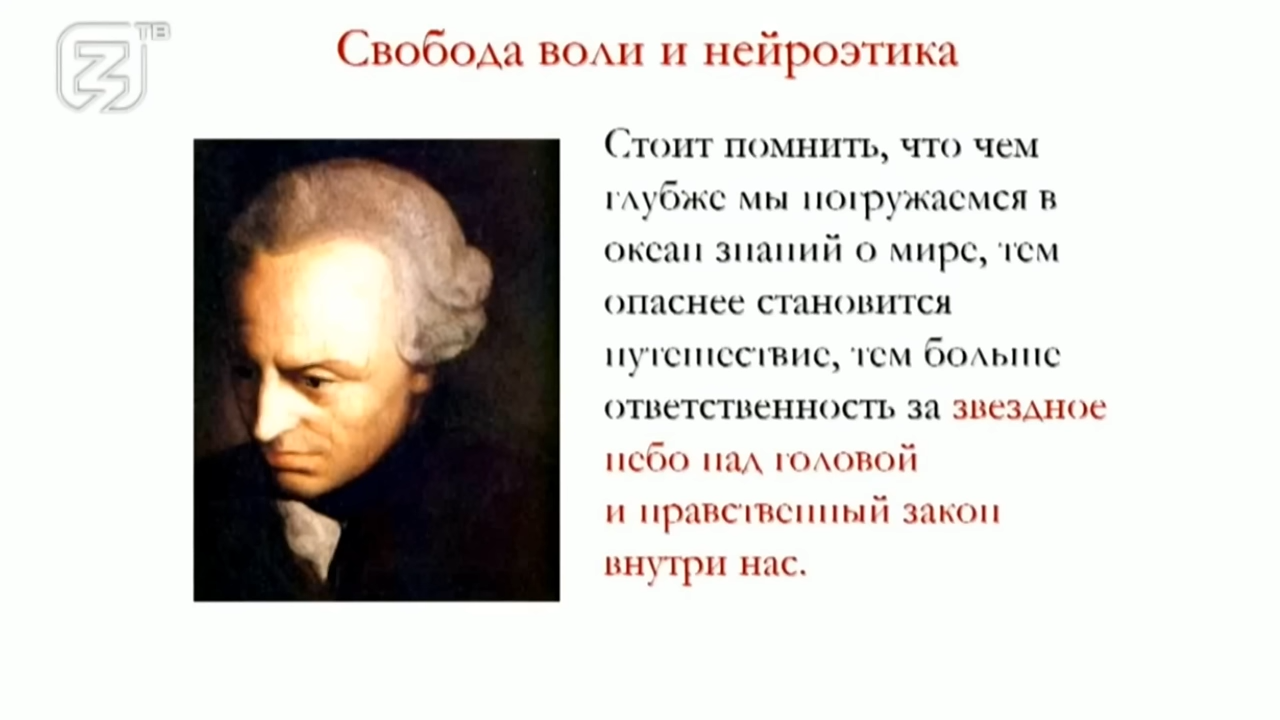 ТВ
Свобода воли и нейроэтика
Стоит помнить, что чем
глубже мы погружаемся в
океан знаний о мире, тем
опаснее становится
путешествие, тем больше
ответственность за звездное
небо над головой
и нравственный закон
внутри нас.